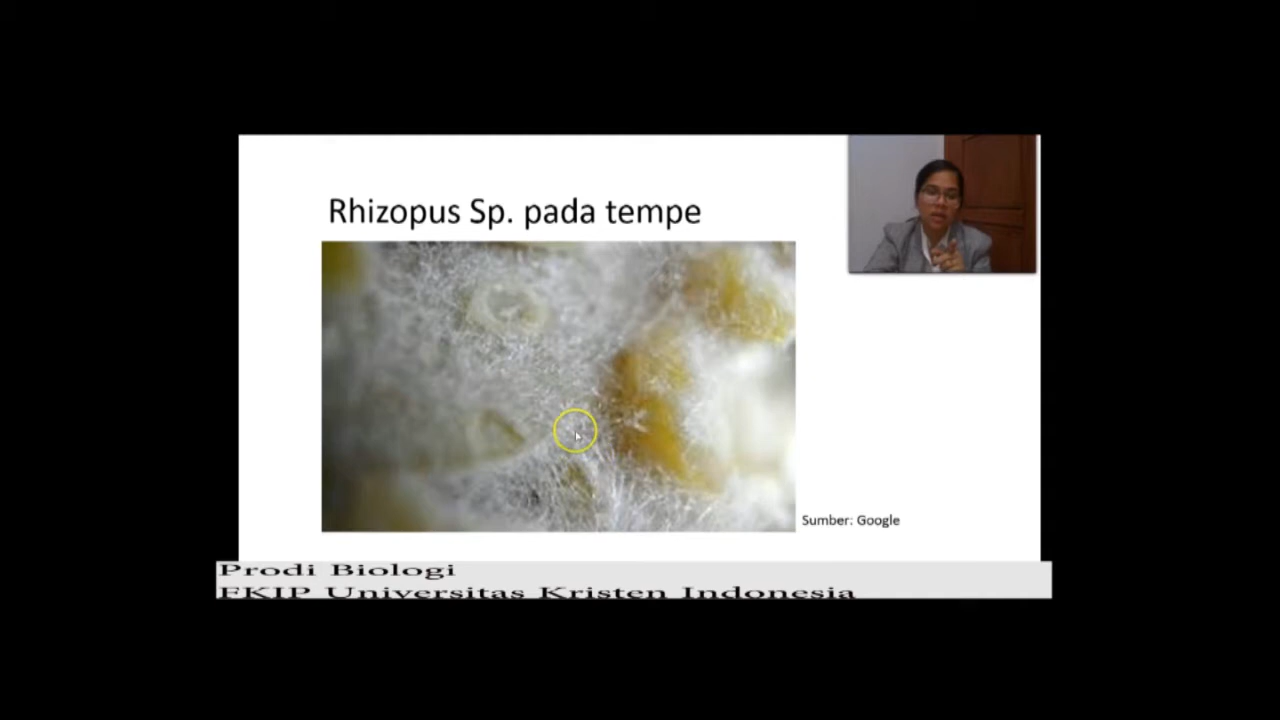 Rhizopus Sp. pada tempe
Sumber: Google
Prodi Biologi
FKIP Universitas Kristen Indonesia